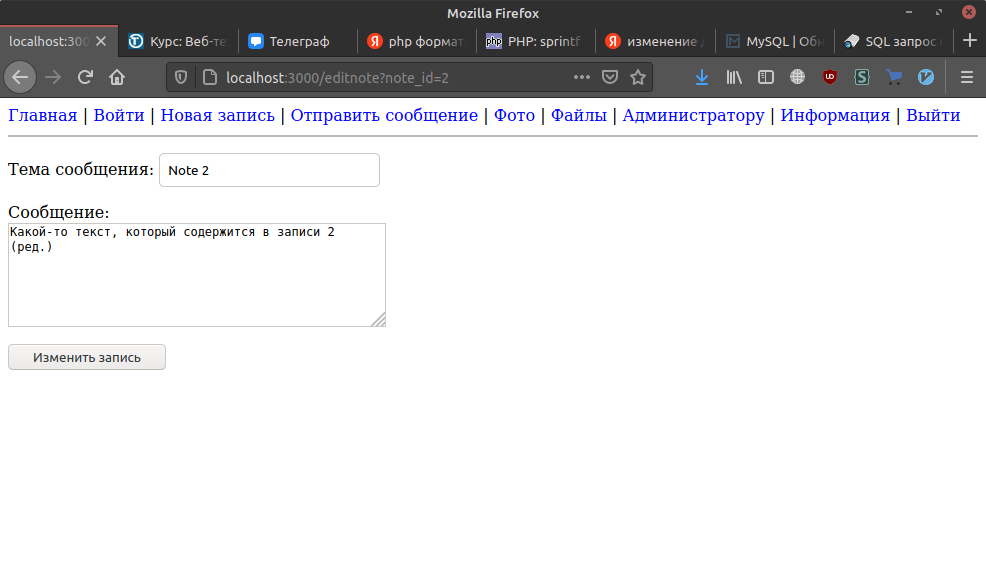 Mozilla Firefox
localhost:300
Курс: Веб-те
Телеграф
php формат
php PHP: sprintf
Я изменение д
MySQL | Обн
SQL запрос
localhost:3000/editnote?note_id=2
Главная | Войти | Новая запись | Отправить сообщение | Фото | Файлы | Администратору | Информация | Выйти
Тема сообщения: Note 2
Сообщение:
Какой-то текст, который содержится в записи 2
(ред.)
Изменить запись